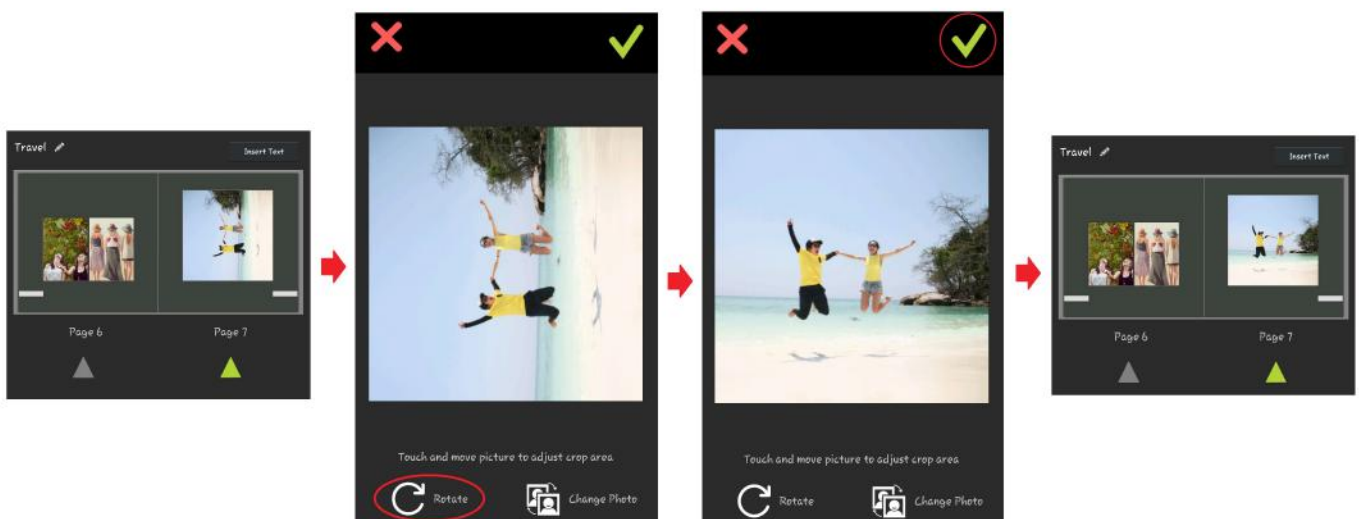 Travel
Insert Text
Page 6
Page 7
Touch and move picture to adjust crop area
Rotate
Change Photo
Touch and move picture to adjust crop area
Rotate
Change Photo
Travel
Insert Text
Page 6
Page 7